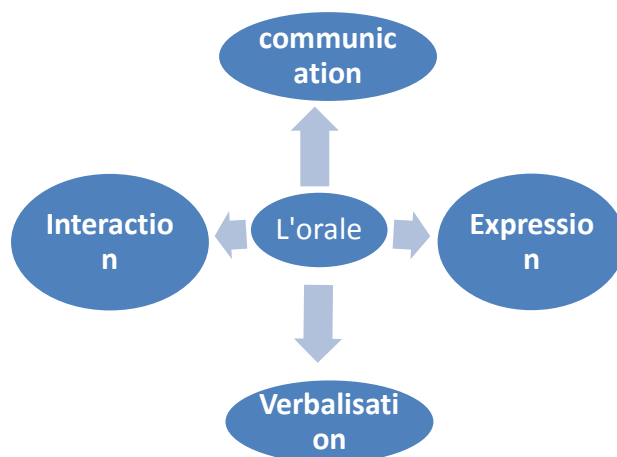 communic
ation
Interactio
n
L'orale
Expressio
n
Verbalisati
on